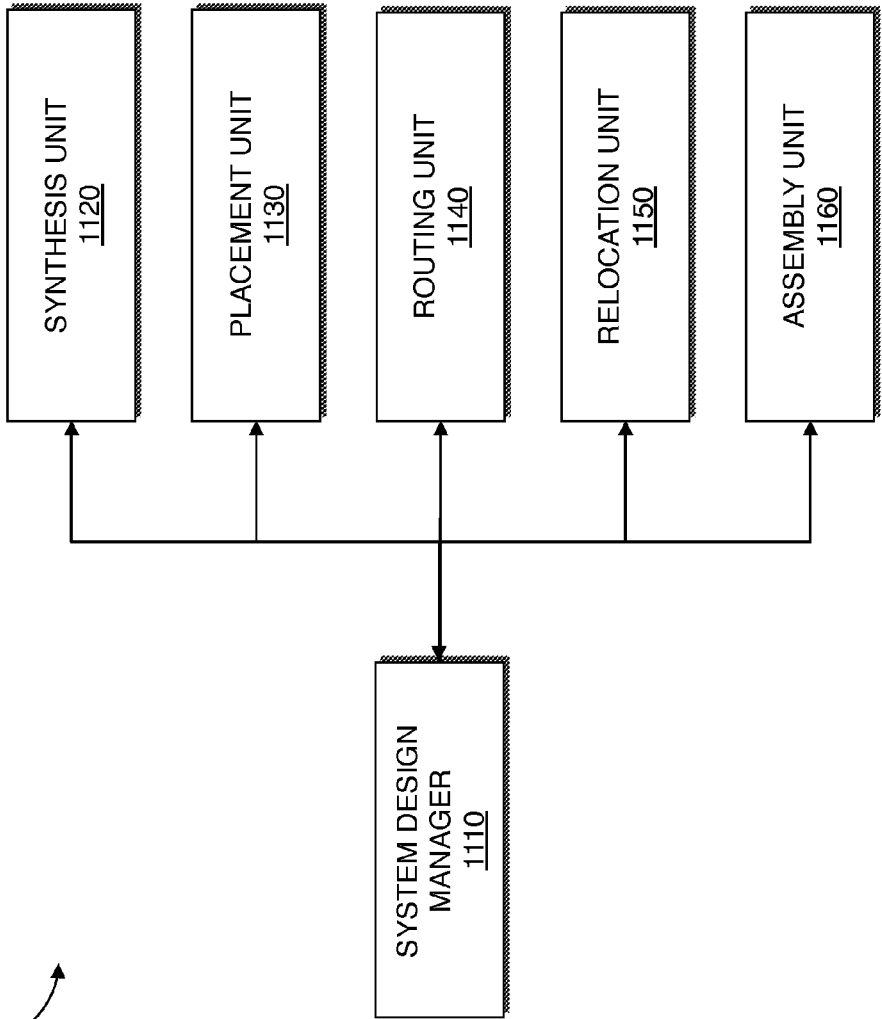 SYSTEM DESIGN
MANAGER
1110
SYNTHESIS UNIT
1120
PLACEMENT UNIT
1130
ROUTING UNIT
1140
RELOCATION UNIT
1150
ASSEMBLY UNIT
1160